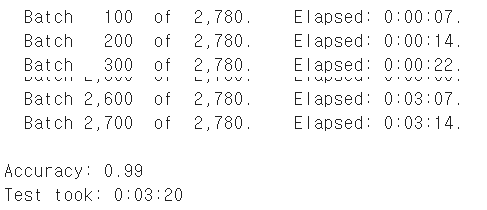 Batch   100  of  2,780.    Elapsed: 0:00:07.
Batch   200  of  2,780.    Elapsed: 0:00:14.
Batch   300  of  2,780.    Elapsed: 0:00:22.
Batch 2,600  of  2,780.    Elapsed: 0:03:07.
Batch 2,700  of  2,780.    Elapsed: 0:03:14.
Accuracy: 0.99
Test took: 0:03:20